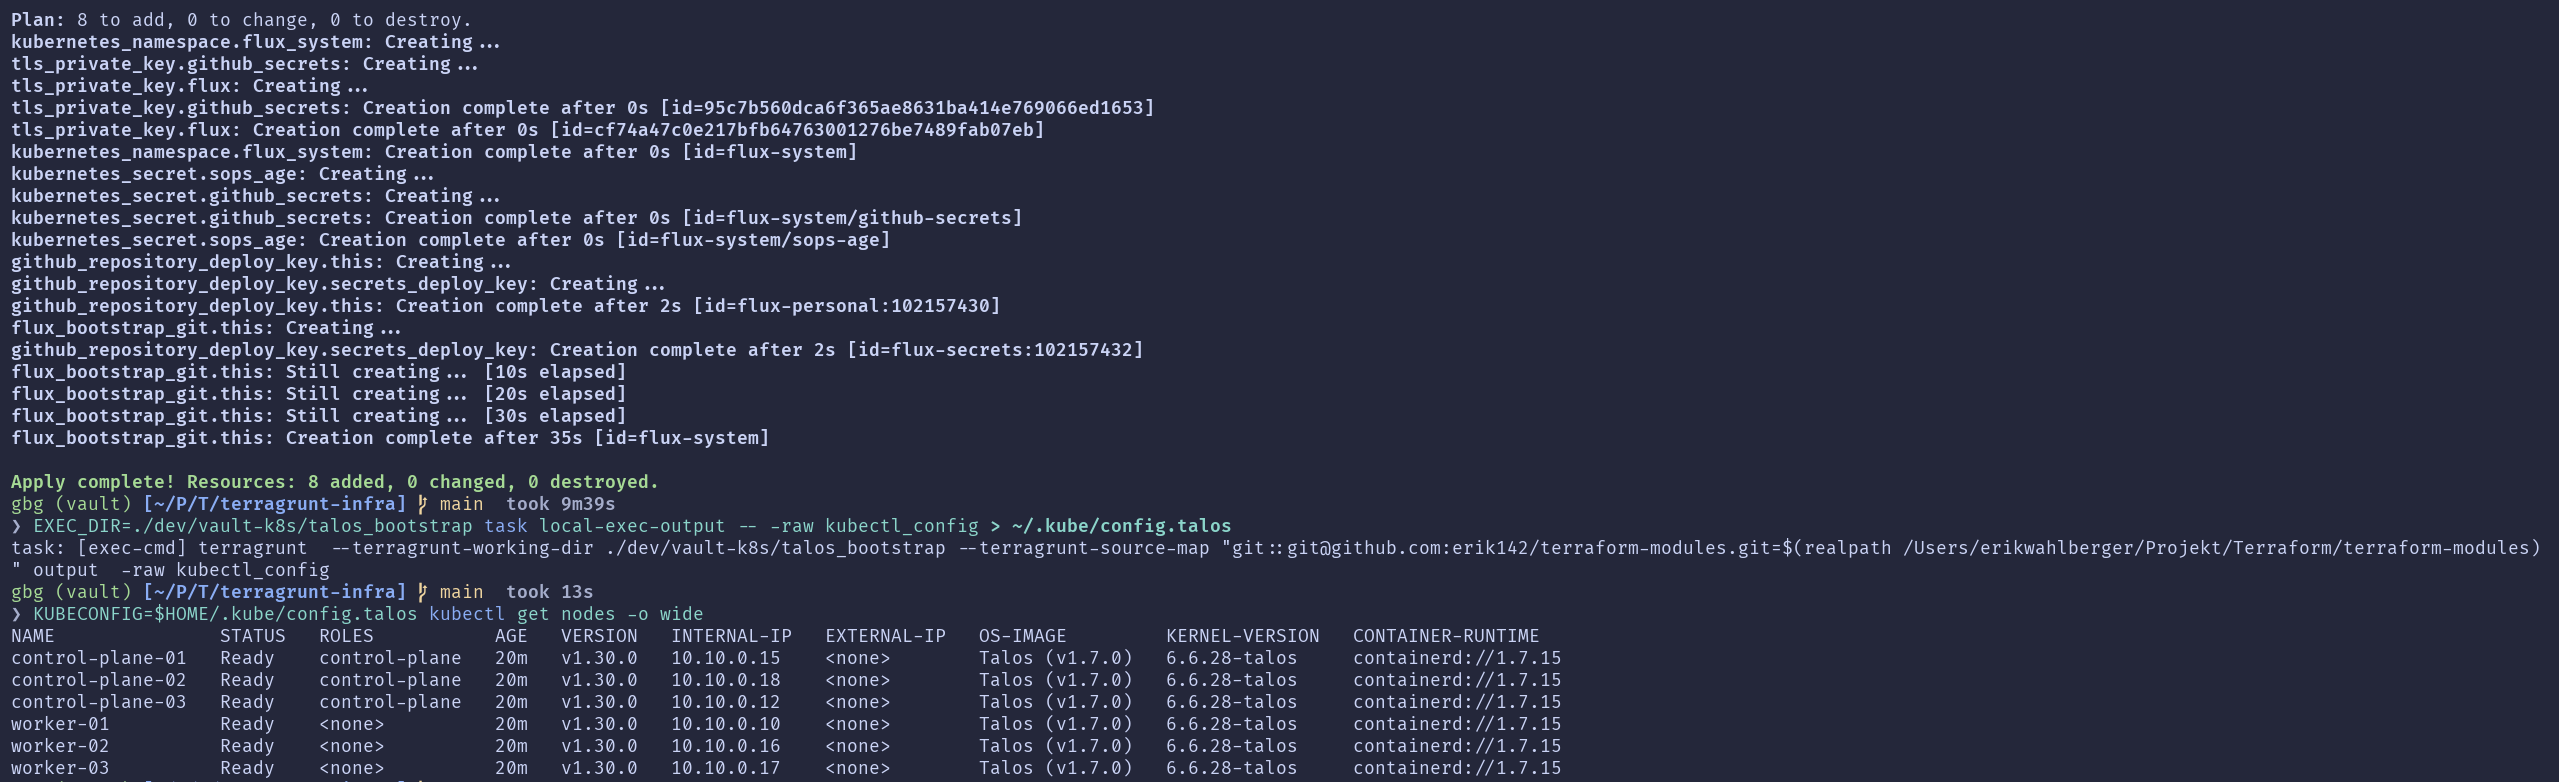 Plan: 8 to add, 0 to change, 0 to destroy.
kubernetes_namespace.flux_system: Creating...
tls_private_key.github_secrets: Creating...
tls_private_key.flux: Creating...
tls_private_key.github_secrets: Creation complete after 0s [id=95c7b560dca6f365ae8631ba414e769066ed1653]
tls_private_key.flux: Creation complete after 0s [id=cf74a47c0e217bfb64763001276be7489fab07eb]
kubernetes_namespace.flux_system: Creation complete after 0s [id=flux-system]
kubernetes_secret.sops_age: Creating...
kubernetes_secret.github_secrets: Creating...
kubernetes_secret.github_secrets: Creation complete after 0s [id=flux-system/github-secrets]
kubernetes_secret.sops_age: Creation complete after 0s [id=flux-system/sops-age]
github_repository_deploy_key.this: Creating...
github_repository_deploy_key.secrets_deploy_key: Creating...
github_repository_deploy_key.this: Creation complete after 2s [id=flux-personal:102157430]
flux_bootstrap_git.this: Creating...
github_repository_deploy_key.secrets_deploy_key: Creation complete after 2s [id=flux-secrets:102157432]
flux_bootstrap_git.this: Still creating... [10s elapsed]
flux_bootstrap_git.this: Still creating... [20s elapsed]
flux_bootstrap_git.this: Still creating... [30s elapsed]
flux_bootstrap_git.this: Creation complete after 35s [id=flux-system]
Apply complete! Resources: 8 added, 0 changed, 0 destroyed.
gbg (vault) [~/P/T/terragrunt-infra] main took 9m39s
❯ EXEC_DIR=./dev/vault-k8s/talos_bootstrap task local-exec-output -- -raw kubectl_config > ~/.kube/config.talos
task: [exec-cmd] terragrunt  --terragrunt-working-dir ./dev/vault-k8s/talos_bootstrap --terragrunt-source-map "git::git@github.com:erik142/terraform-modules.git=$(realpath /Users/erikwahlberger/Projekt/Terraform/terraform-modules)
" output  -raw kubectl_config
gbg (vault) [~/P/T/terragrunt-infra] main took 13s
❯ KUBECONFIG=$HOME/.kube/config.talos kubectl get nodes -o wide
NAME STATUS ROLES AGE VERSION INTERNAL-IP EXTERNAL-IP OS-IMAGE KERNEL-VERSION CONTAINER-RUNTIME
control-plane-01 Ready control-plane 20m v1.30.0 10.10.0.15 <none> Talos (v1.7.0) 6.6.28-talos containerd://1.7.15
control-plane-02 Ready control-plane 20m v1.30.0 10.10.0.18 <none> Talos (v1.7.0) 6.6.28-talos containerd://1.7.15
control-plane-03 Ready control-plane 20m v1.30.0 10.10.0.12 <none> Talos (v1.7.0) 6.6.28-talos containerd://1.7.15
worker-01 Ready <none> 20m v1.30.0 10.10.0.10 <none> Talos (v1.7.0) 6.6.28-talos containerd://1.7.15
worker-02 Ready <none> 20m v1.30.0 10.10.0.16 <none> Talos (v1.7.0) 6.6.28-talos containerd://1.7.15
worker-03 Ready <none> 20m v1.30.0 10.10.0.17 <none> Talos (v1.7.0) 6.6.28-talos containerd://1.7.15